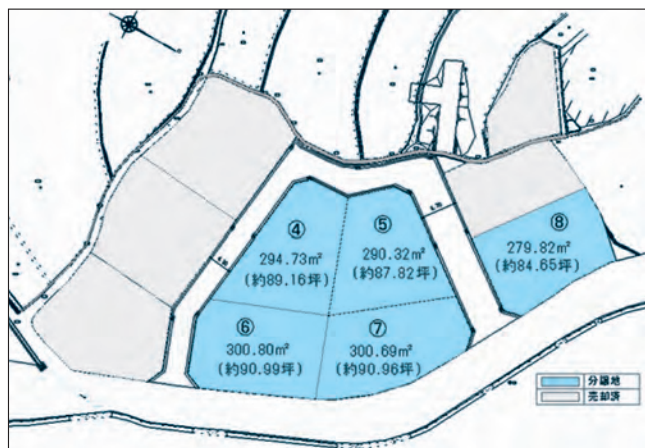 ④
294.73㎡
(約89.16坪)
⑤
290.32㎡
(約87.82坪)
⑧
279.82㎡
(約84.65坪)
⑥
300.80㎡
(約90.99坪)
⑦
300.69㎡
(約90.96坪)
分譲地
売却済